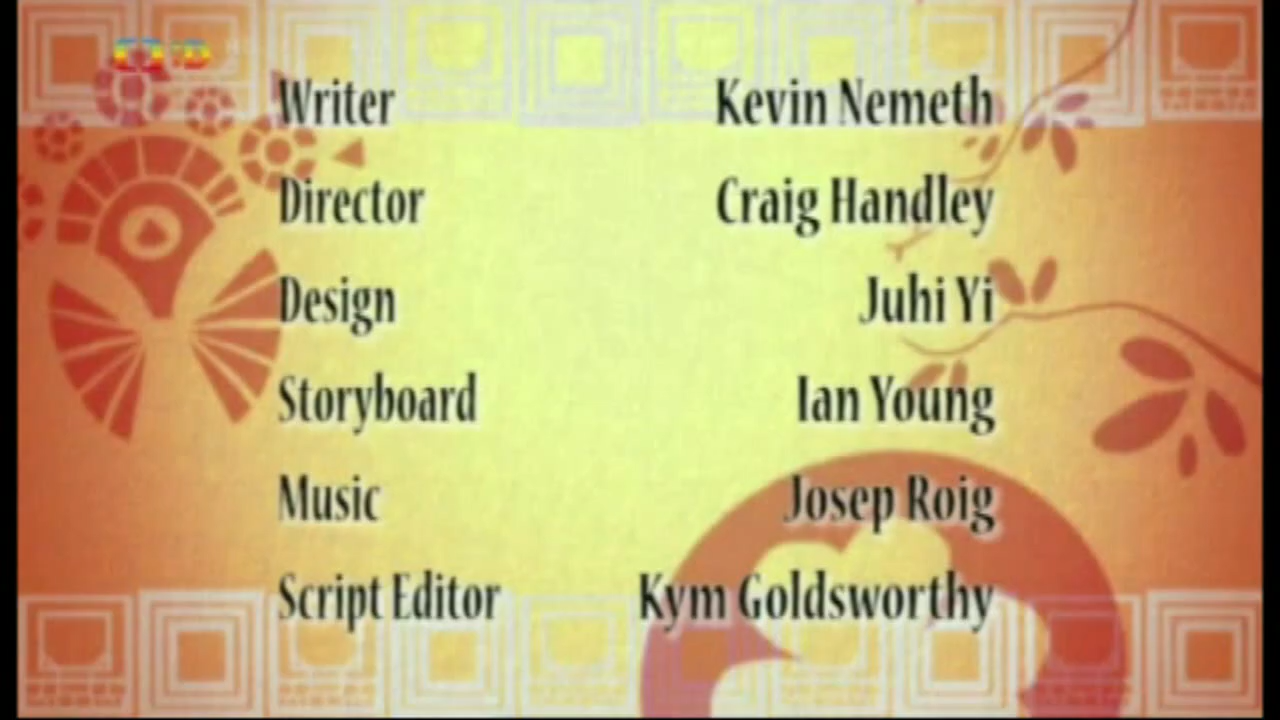 Writer Kevin Nemeth
Director Craig Handley
Design Juhi Yi
Storyboard Ian Young
Music Josep Roig
Script Editor Kym Goldsworthy